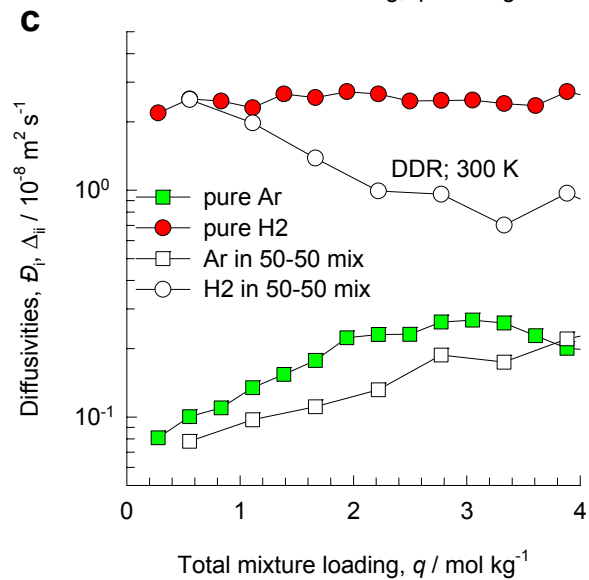 c
Diffusivities, Đi, Δii / 10-8 m2 s-1
100
10-1
DDR; 300 K
pure Ar
pure H2
Ar in 50-50 mix
H2 in 50-50 mix
0 1 2 3 4
Total mixture loading, q / mol kg-1